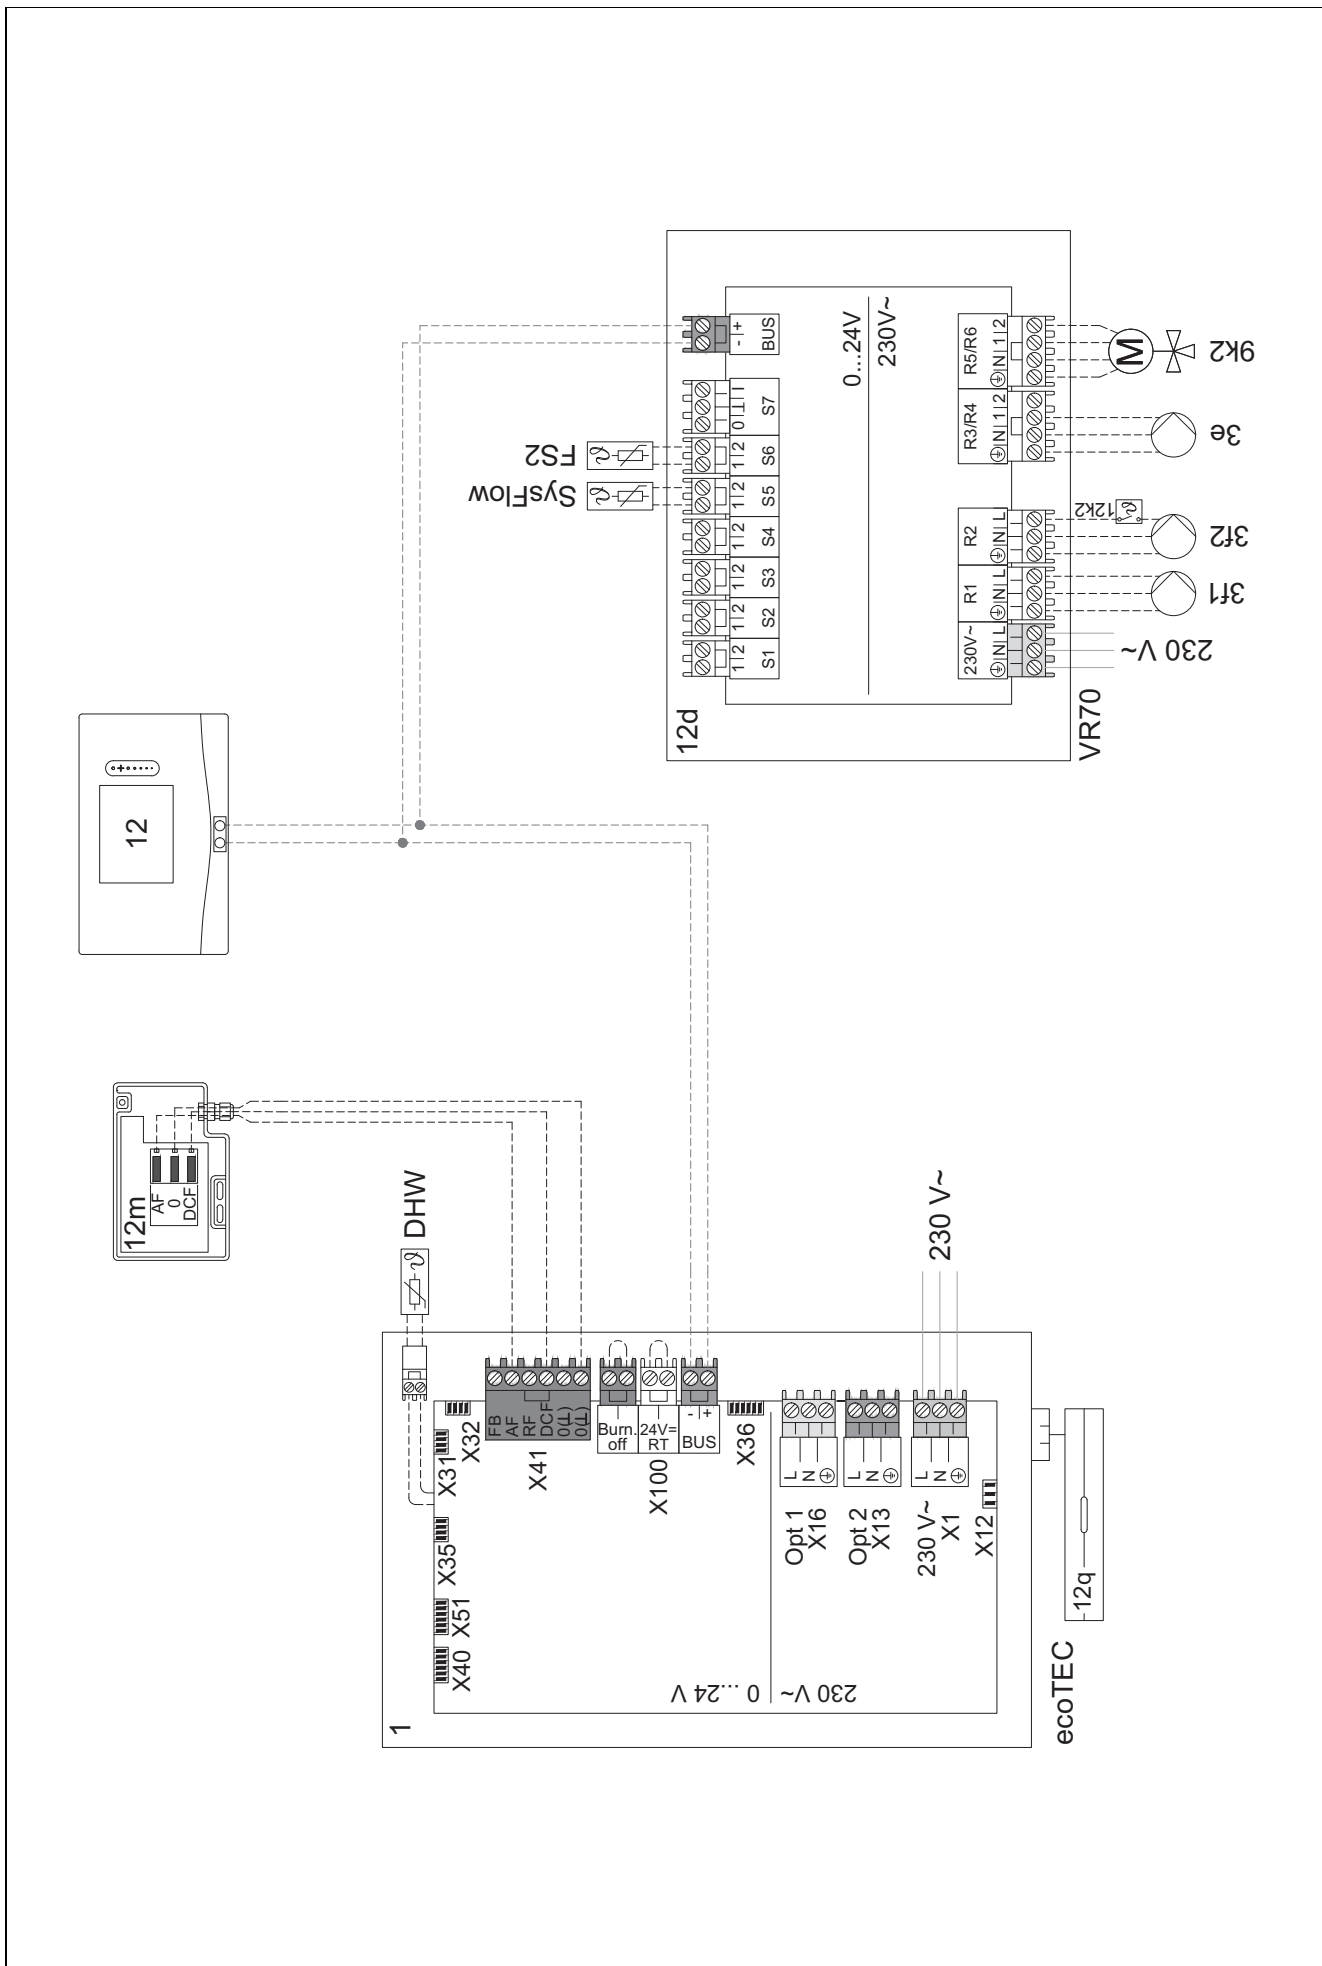 12
12m
AF
0
DCF
DHW
1
ecoTEC
X40
X51
X35
X31
X32
FB
AF
RF
DCF
0(⊥)
0(⊥)
X41
Burn.
off
24V=
RT
X100
- +
BUS
X36
0 ...24 V
230 V~
L
N
Opt 1
X16
L
N
Opt 2
X13
L
N
230 V~
X1
230 V~
X12
12q
12d
VR70
1 2
S1
1 2
S2
1 2
S3
1 2
S4
1 2
S5
1 2
S6
0 ⊥ I
S7
- +
BUS
SysFlow
FS2
0...24V
230V~
230V~
N L
R1
N L
R2
N L
R3/R4
N 1 2
R5/R6
N 1 2
230 V~
3f1
3f2
12k2
3e
M
9k2